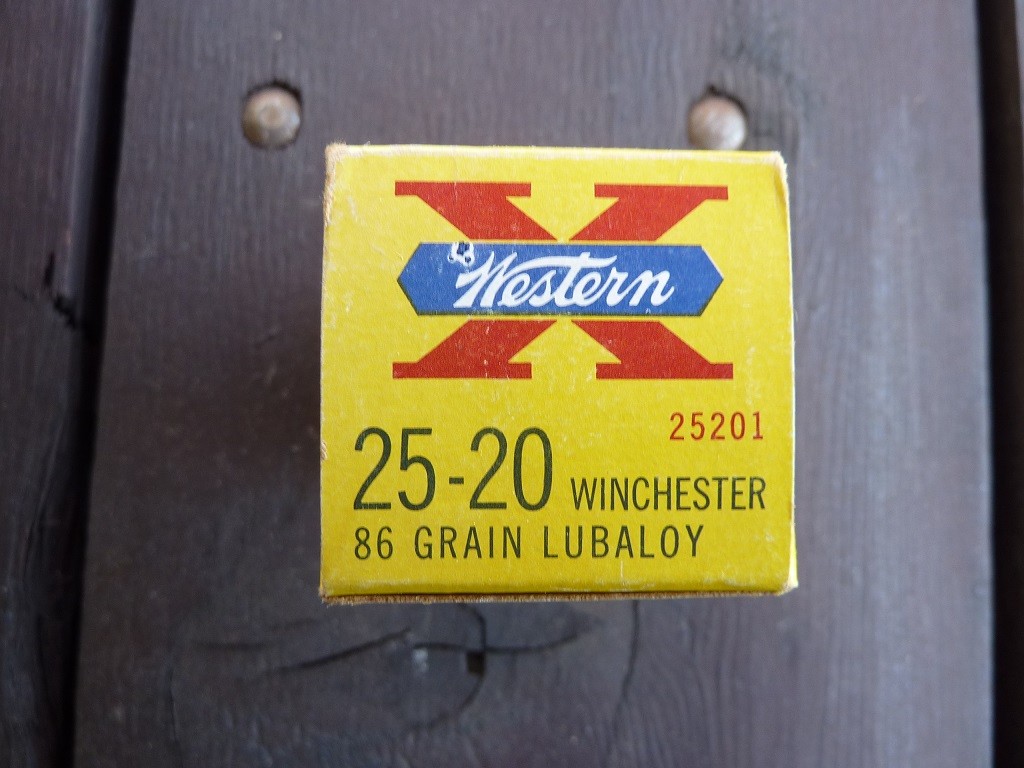 X
Western
25201
25-20 WINCHESTER
86 GRAIN LUBALOY